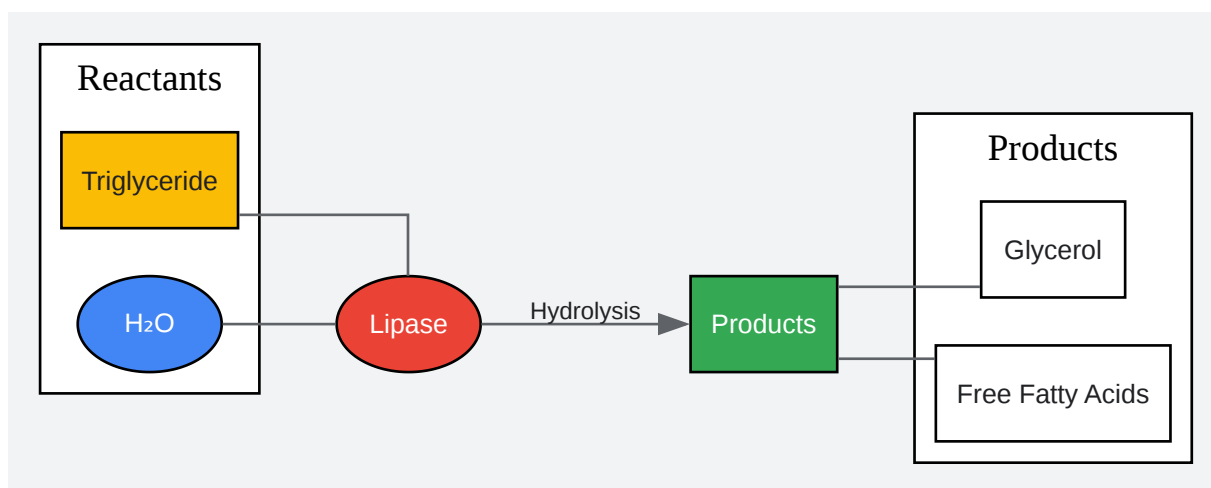 Reactants
Triglyceride
H₂O
Lipase
Hydrolysis
Products
Products
Glycerol
Free Fatty Acids